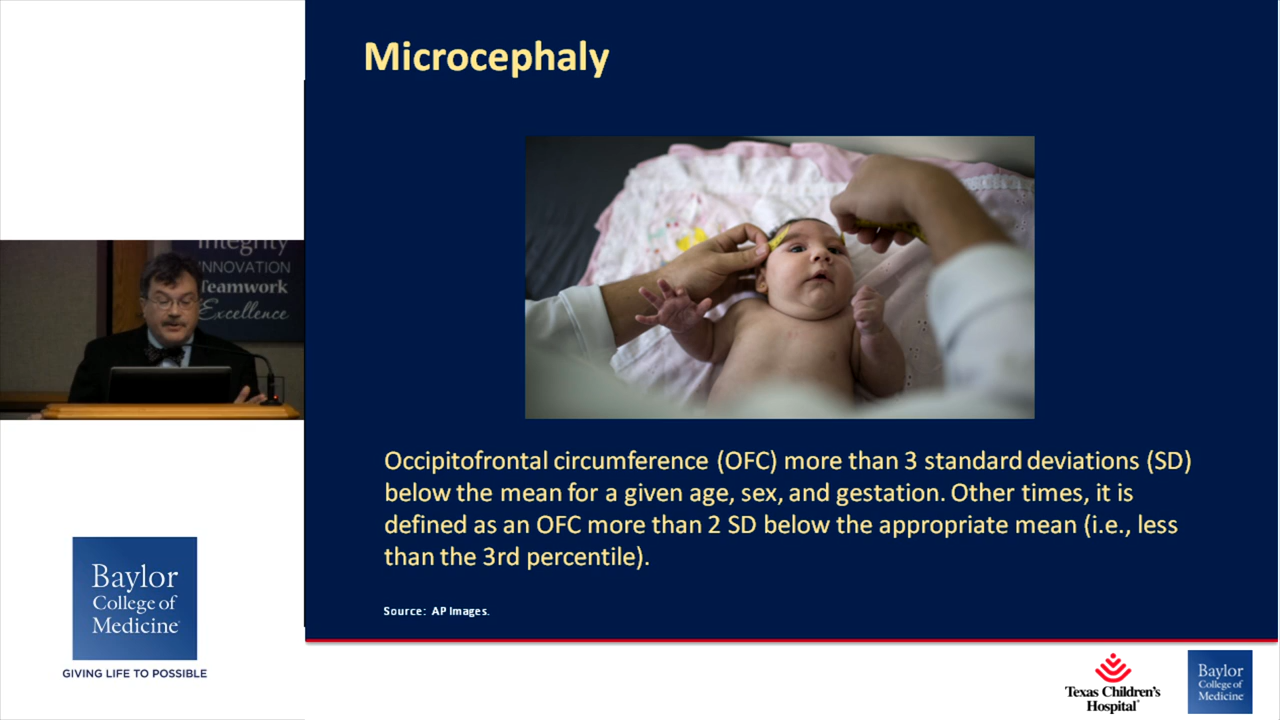 Microcephaly
Integrity
INNOVATION
Teamwork
Excellence
Occipitofrontal circumference (OFC) more than 3 standard deviations (SD)
below the mean for a given age, sex, and gestation. Other times, it is
defined as an OFC more than 2 SD below the appropriate mean (i.e., less
than the 3rd percentile).
Source: AP Images.
Baylor
College of
Medicine
GIVING LIFE TO POSSIBLE
Texas Children's
Hospital
Baylor
College of
Medicine